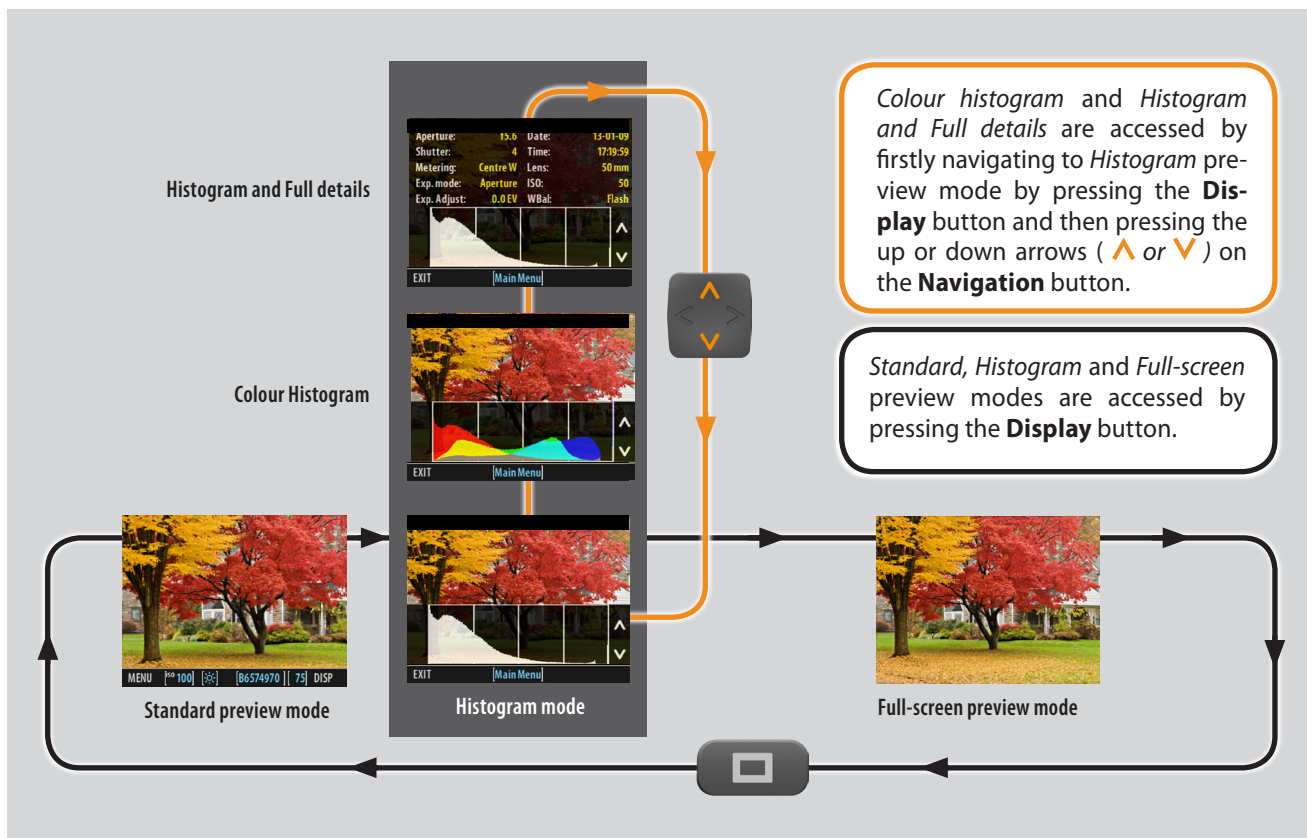 Colour histogram and Histogram
and Full details are accessed by
firstly navigating to Histogram pre-
view mode by pressing the Dis-
play button and then pressing the
up or down arrows ( ∧ or ∨ ) on
the Navigation button.
Standard, Histogram and Full-screen
preview modes are accessed by
pressing the Display button.
Histogram and Full details
Aperture: f5.6 Date: 13-01-09
Shutter: 4 Time: 17:19:59
Metering: Centre W Lens: 50 mm
Exp. mode: Aperture ISO: 50
Exp. Adjust: 0.0 EV WBal: Flash
EXIT [Main Menu]
Colour Histogram
EXIT [Main Menu]
EXIT [Main Menu]
Histogram mode
MENU [ISO 100] [B6574970 ] [ 75] DISP
Standard preview mode
Full-screen preview mode